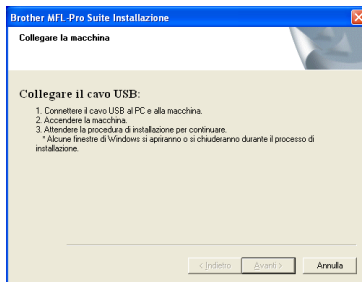 Brother MFL-Pro Suite Installazione
Collegare la macchina
Collegare il cavo USB:
1. Connettere il cavo USB al PC e alla macchina.
2. Accendere la macchina.
3. Attendere la procedura di installazione per continuare.
* Alcune finestre di Windows si apriranno o si chiuderanno durante il processo di
installazione.
< Indietro Avanti > Annulla